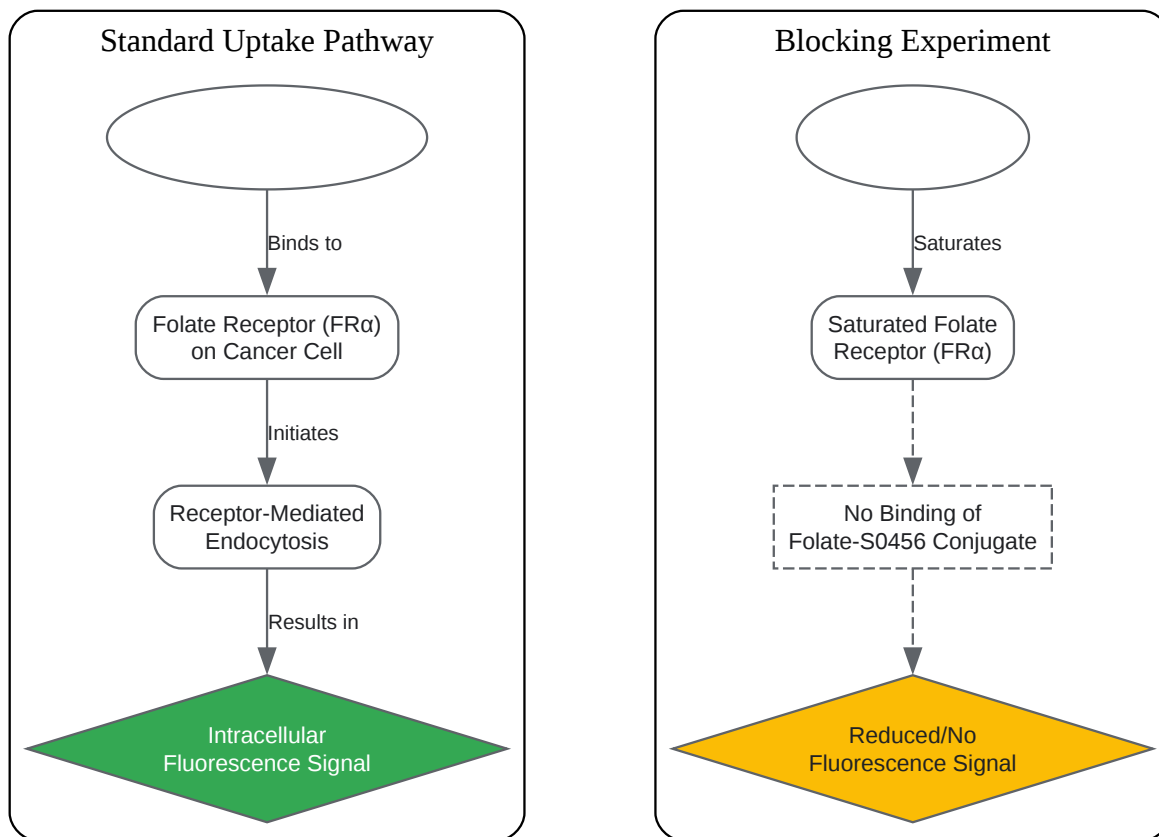 Standard Uptake Pathway
Binds to
Folate Receptor (FRα)
on Cancer Cell
Initiates
Receptor-Mediated
Endocytosis
Results in
Intracellular
Fluorescence Signal
Blocking Experiment
Saturates
Saturated Folate
Receptor (FRα)
No Binding of
Folate-S0456 Conjugate
Reduced/No
Fluorescence Signal